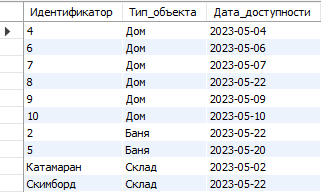 Идентификатор Тип_объекта Дата_доступности
4 Дом 2023-05-04
6 Дом 2023-05-06
7 Дом 2023-05-07
8 Дом 2023-05-22
9 Дом 2023-05-09
10 Дом 2023-05-10
2 Баня 2023-05-22
5 Баня 2023-05-20
Катамаран Склад 2023-05-02
Скимборд Склад 2023-05-22